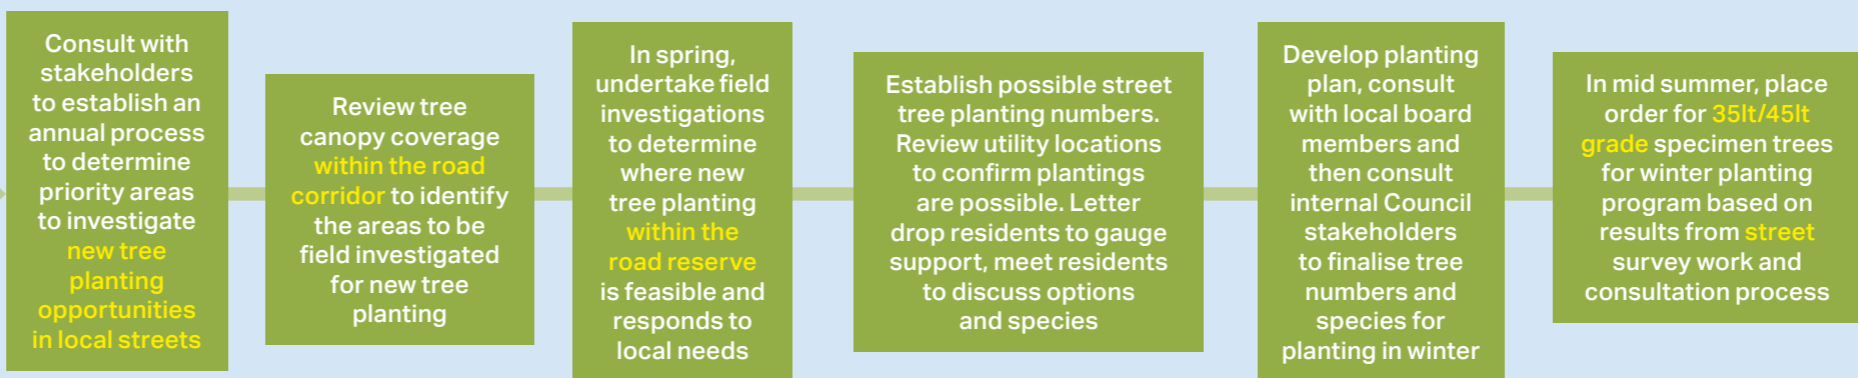 Consult with
stakeholders
to establish an
annual process
to determine
priority areas
to investigate
new tree
planting
opportunities
in local streets
Review tree
canopy coverage
within the road
corridor to identify
the areas to be
field investigated
for new tree
planting
In spring,
undertake field
investigations
to determine
where new
tree planting
within the
road reserve
is feasible and
responds to
local needs
Establish possible street
tree planting numbers.
Review utility locations
to confirm plantings
are possible. Letter
drop residents to gauge
support, meet residents
to discuss options
and species
Develop planting
plan, consult
with local board
members and
then consult
internal Council
stakeholders
to finalise tree
numbers and
species for
planting in winter
In mid summer, place
order for 35lt/45lt
grade specimen trees
for winter planting
program based on
results from street
survey work and
consultation process